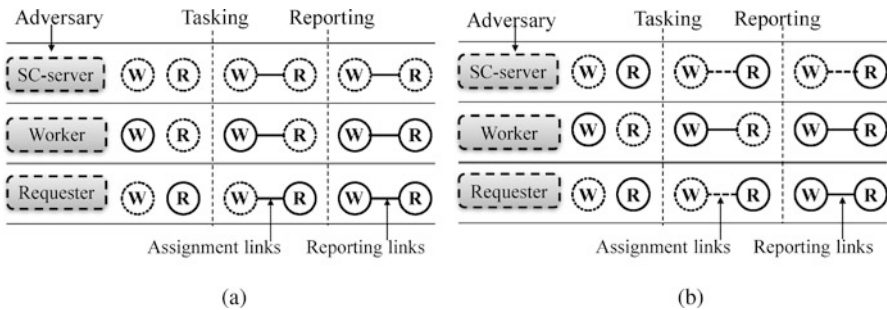 Adversary Tasking Reporting
SC-server W R W R W R
Worker W R W R W R
Requester W R W R W R
Assignment links Reporting links
(a)
Adversary Tasking Reporting
SC-server W R W R W R
Worker W R W R W R
Requester W R W R W R
Assignment links Reporting links
(b)